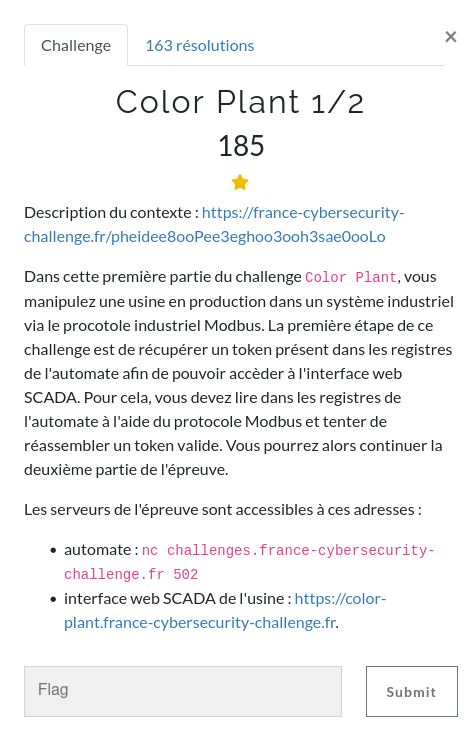 Challenge
163 résolutions
×
Color Plant 1/2
185
Description du contexte : https://france-cybersecurity-
challenge.fr/pheidee8ooPee3eghoo3ooh3sae0ooLo
Dans cette première partie du challenge Color Plant, vous
manipulez une usine en production dans un système industriel
via le procotole industriel Modbus. La première étape de ce
challenge est de récupérer un token présent dans les registres
de l'automate afin de pouvoir accèder à l'interface web
SCADA. Pour cela, vous devez lire dans les registres de
l'automate à l'aide du protocole Modbus et tenter de
réassembler un token valide. Vous pourrez alors continuer la
deuxième partie de l'épreuve.
Les serveurs de l'épreuve sont accessibles à ces adresses :
• automate : nc challenges.france-cybersecurity-
challenge.fr 502
• interface web SCADA de l'usine : https://color-
plant.france-cybersecurity-challenge.fr.
Flag
Submit